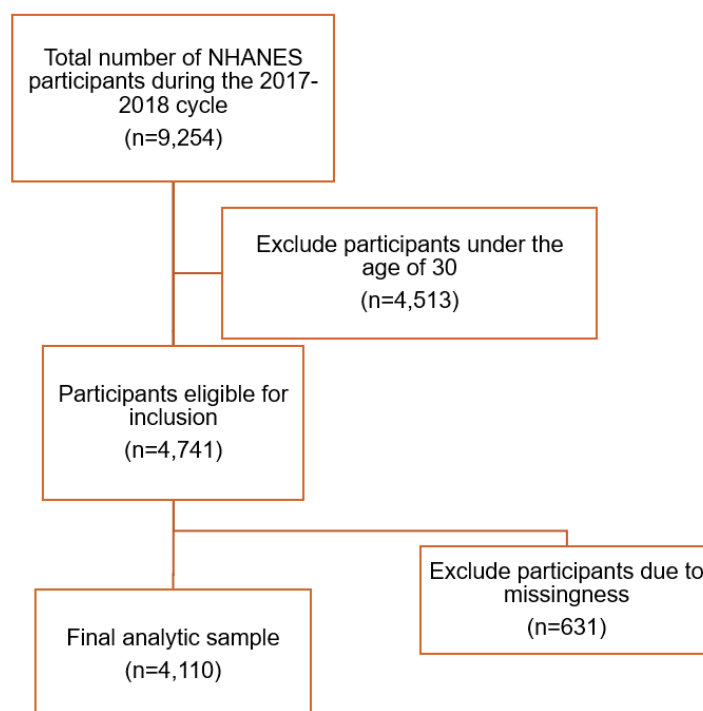 Total number of NHANES
participants during the 2017-
2018 cycle
(n=9,254)
Exclude participants under the
age of 30
(n=4,513)
Participants eligible for
inclusion
(n=4,741)
Exclude participants due to
missingness
(n=631)
Final analytic sample
(n=4,110)